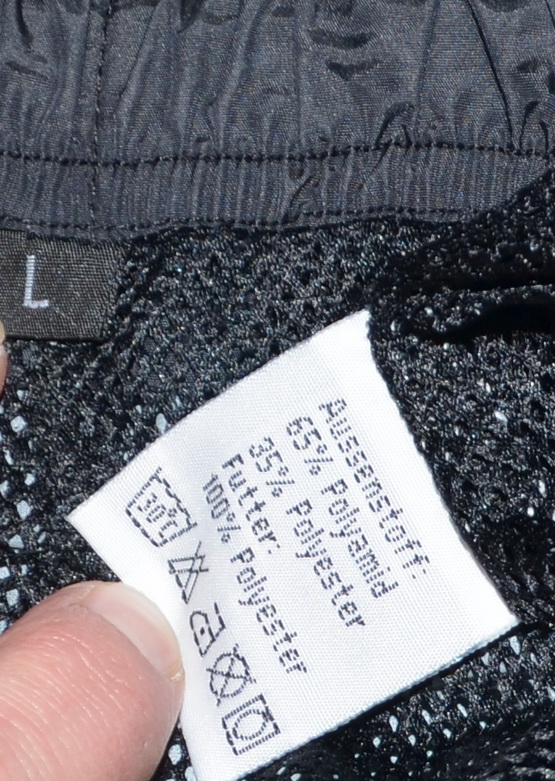 L
Aussenstoff:
65% Polyamid
35% Polyester
Futter:
100% Polyester
30°